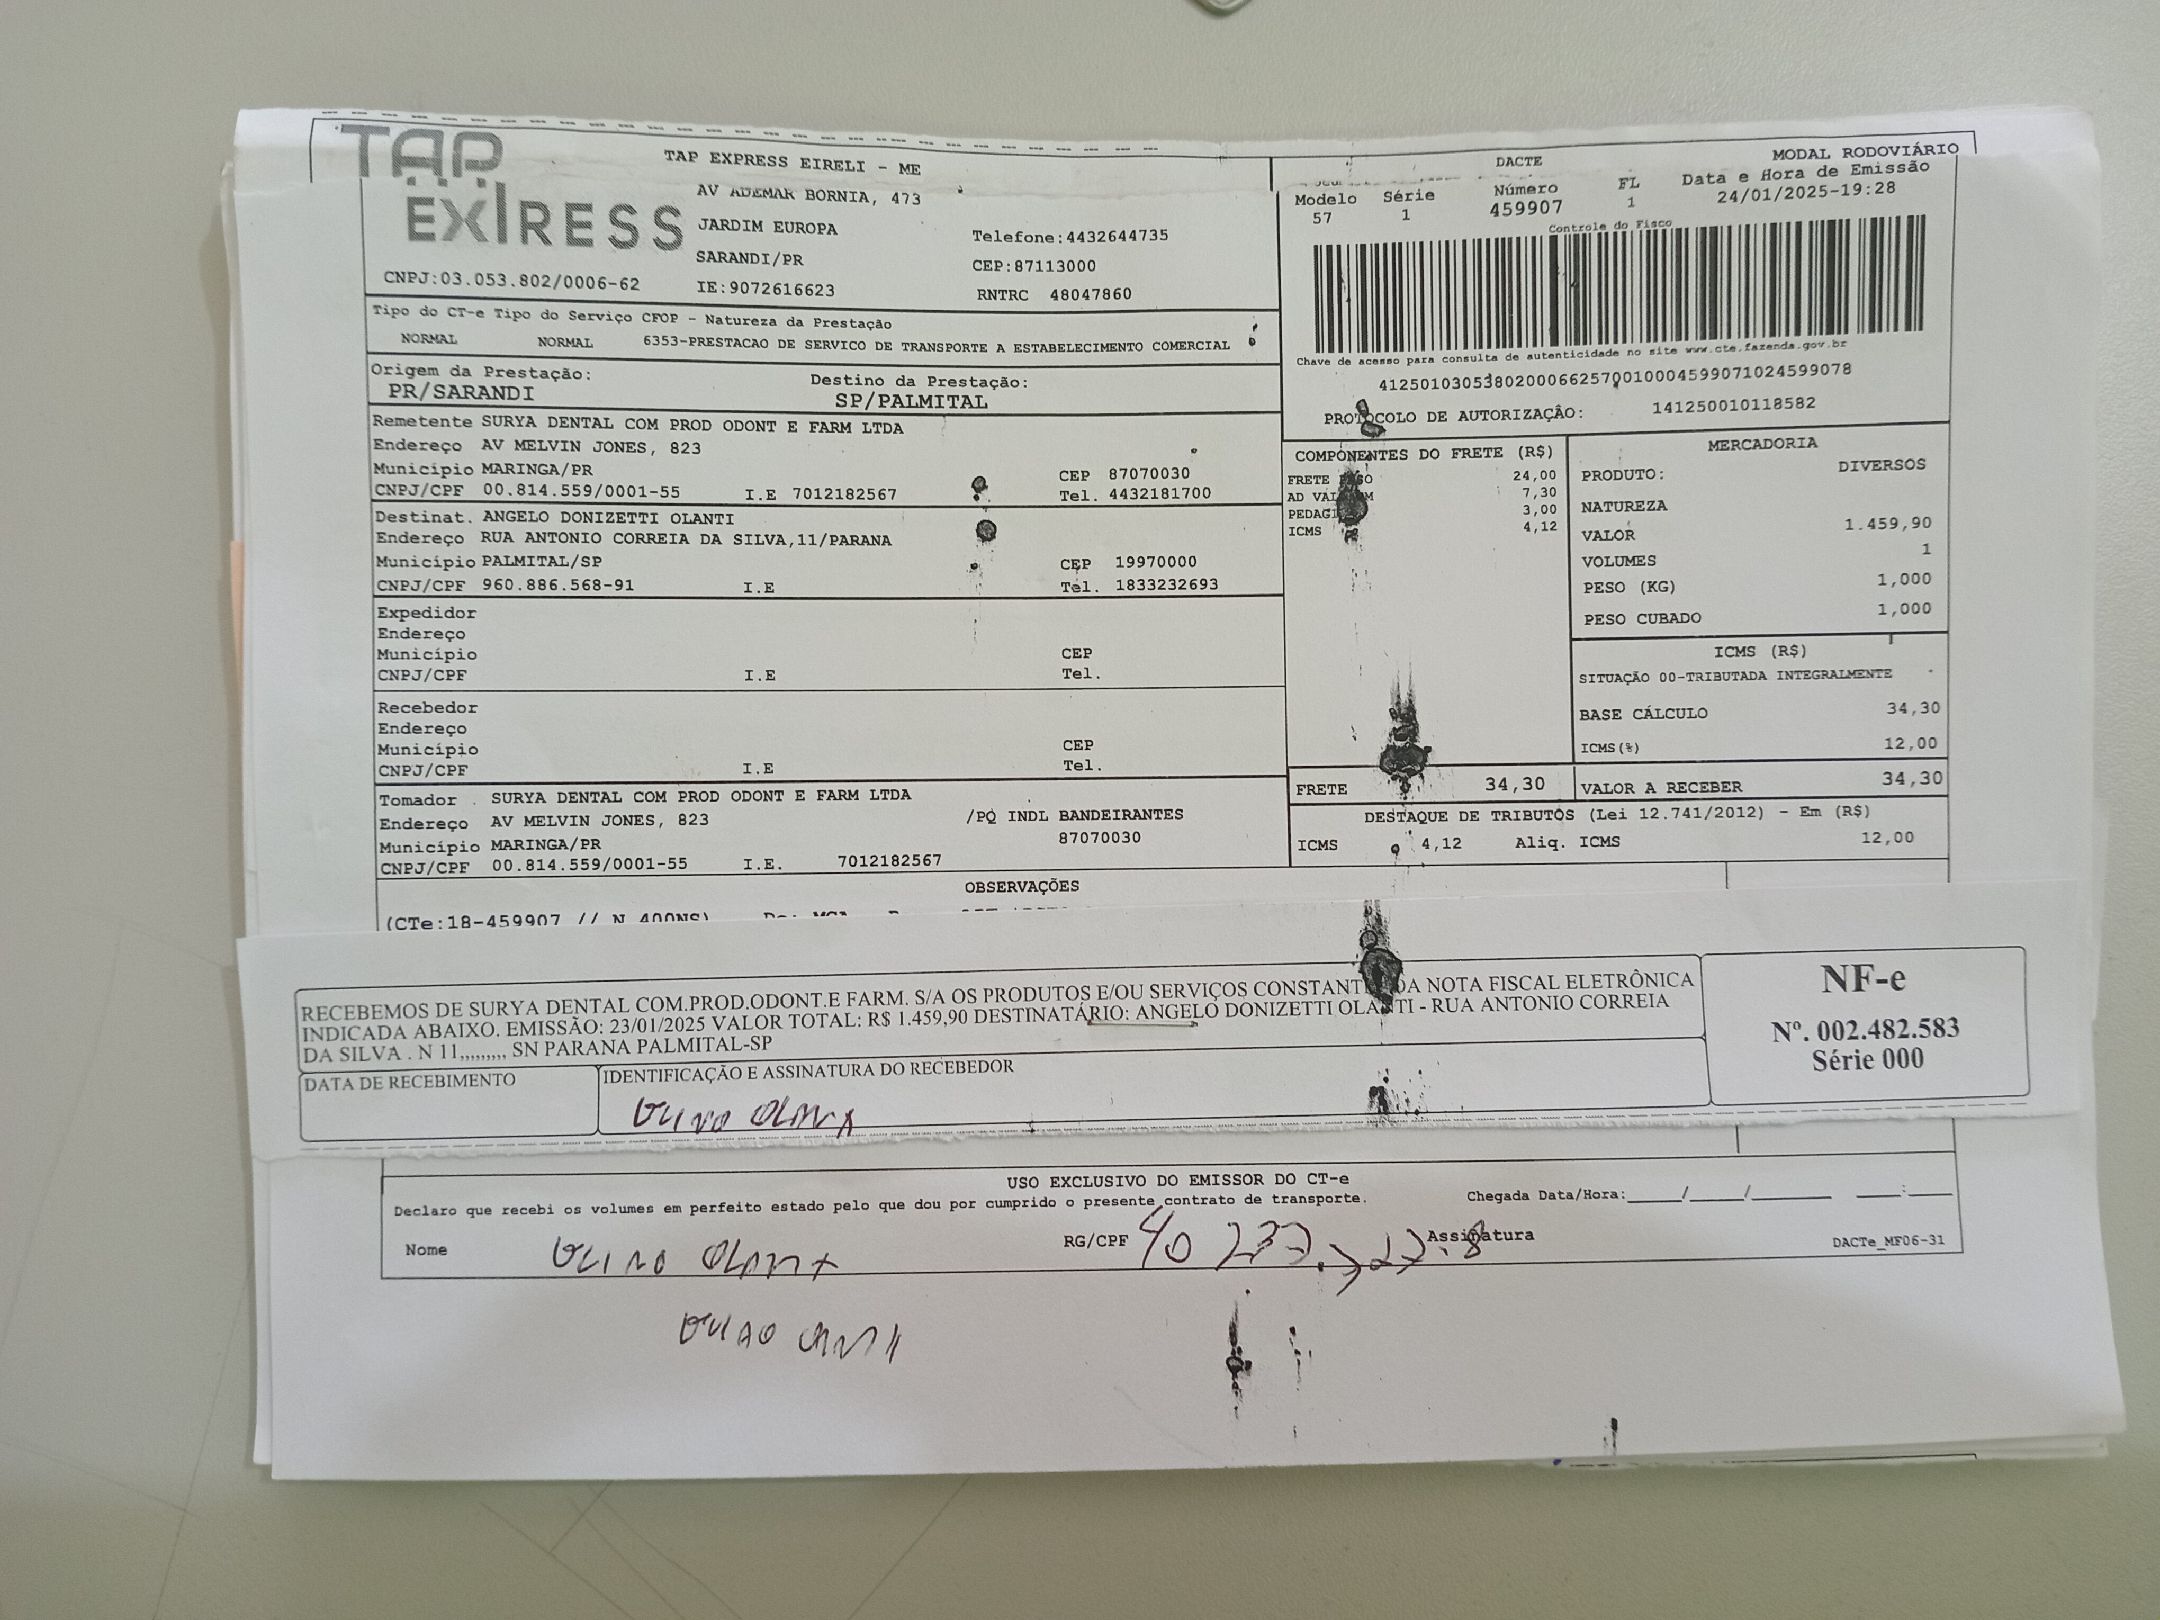 TAP
EXPRESS
TAP EXPRESS EIRELI - ME
AV ADEMAR BORNIA, 473
JARDIM EUROPA
Telefone:4432644735
SARANDI/PR
CEP:87113000
CNPJ:03.053.802/0006-62
IE:9072616623
RNTRC 48047860
DACTE
MODAL RODOVIÁRIO
Modelo Série Número FL Data e Hora de Emissão
57 1 459907 1 24/01/2025-19:28
Controle do Fisco
Chave de acesso para consulta de autenticidade no site www.cte.fazenda.gov.br
41250103053802000662570010004599071024599078
PROTOCOLO DE AUTORIZAÇÂO: 141250010118582
Tipo do CT-e Tipo do Serviço CFOP - Natureza da Prestação
NORMAL NORMAL 6353-PRESTACAO DE SERVICO DE TRANSPORTE A ESTABELECIMENTO COMERCIAL
Origem da Prestação: Destino da Prestação:
PR/SARANDI SP/PALMITAL
Remetente SURYA DENTAL COM PROD ODONT E FARM LTDA
Endereço AV MELVIN JONES, 823
Município MARINGA/PR CEP 87070030
CNPJ/CPF 00.814.559/0001-55 I.E 7012182567 Tel. 4432181700
Destinat. ANGELO DONIZETTI OLANTI
Endereço RUA ANTONIO CORREIA DA SILVA,11/PARANA
Município PALMITAL/SP CEP 19970000
CNPJ/CPF 960.886.568-91 I.E Tel. 1833232693
Expedidor
Endereço
Município CEP
CNPJ/CPF I.E Tel.
Recebedor
Endereço
Município CEP
CNPJ/CPF I.E Tel.
Tomador SURYA DENTAL COM PROD ODONT E FARM LTDA
Endereço AV MELVIN JONES, 823 /PQ INDL BANDEIRANTES
Município MARINGA/PR 87070030
CNPJ/CPF 00.814.559/0001-55 I.E. 7012182567
COMPONENTES DO FRETE (R$)
FRETE PESO 24,00
AD VALOREM 7,30
PEDAGIO 3,00
ICMS 4,12
MERCADORIA
PRODUTO: DIVERSOS
NATUREZA
VALOR 1.459,90
VOLUMES 1
PESO (KG) 1,000
PESO CUBADO 1,000
ICMS (R$)
SITUAÇÃO 00-TRIBUTADA INTEGRALMENTE
BASE CÁLCULO 34,30
ICMS(%) 12,00
FRETE 34,30 VALOR A RECEBER 34,30
DESTAQUE DE TRIBUTOS (Lei 12.741/2012) - Em (R$)
ICMS 4,12 Aliq. ICMS 12,00
OBSERVAÇÕES
(CTe:18-459907 // N 400NS) De: MGA
RECEBEMOS DE SURYA DENTAL COM.PROD.ODONT.E FARM. S/A OS PRODUTOS E/OU SERVIÇOS CONSTANTES DA NOTA FISCAL ELETRÔNICA
INDICADA ABAIXO. EMISSÃO: 23/01/2025 VALOR TOTAL: R$ 1.459,90 DESTINATÁRIO: ANGELO DONIZETTI OLANTI - RUA ANTONIO CORREIA
DA SILVA . N 11,,,,,,,,, SN PARANA PALMITAL-SP
DATA DE RECEBIMENTO
IDENTIFICAÇÃO E ASSINATURA DO RECEBEDOR
NF-e
Nº. 002.482.583
Série 000
USO EXCLUSIVO DO EMISSOR DO CT-e
Declaro que recebi os volumes em perfeito estado pelo que dou por cumprido o presente contrato de transporte.
Chegada Data/Hora:____/____/______ ___:___
Nome
RG/CPF
Assinatura
DACTe_MF06-31